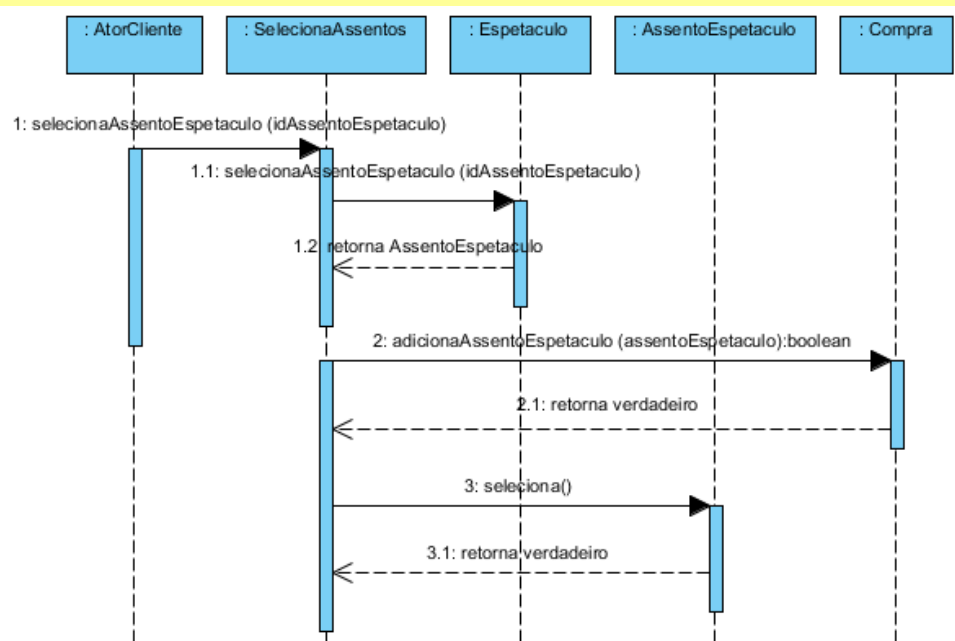 : AtorCliente
: SelecionaAssentos
: Espetaculo
: AssentoEspetaculo
: Compra
1: selecionaAssentoEspetaculo (idAssentoEspetaculo)
1.1: selecionaAssentoEspetaculo (idAssentoEspetaculo)
1.2: retorna AssentoEspetaculo
2: adicionaAssentoEspetaculo (assentoEspetaculo):boolean
2.1: retorna verdadeiro
3: seleciona()
3.1: retorna verdadeiro